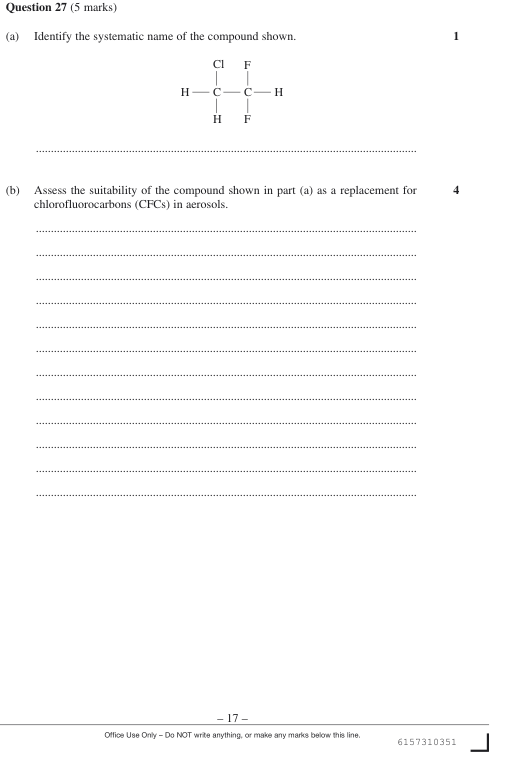 Question 27 (5 marks)
(a) Identify the systematic name of the compound shown. 1
Cl F
H C C H
H F
(b) Assess the suitability of the compound shown in part (a) as a replacement for 4
chlorofluorocarbons (CFCs) in aerosols.
– 17 –
Office Use Only – Do NOT write anything, or make any marks below this line.
6157310351